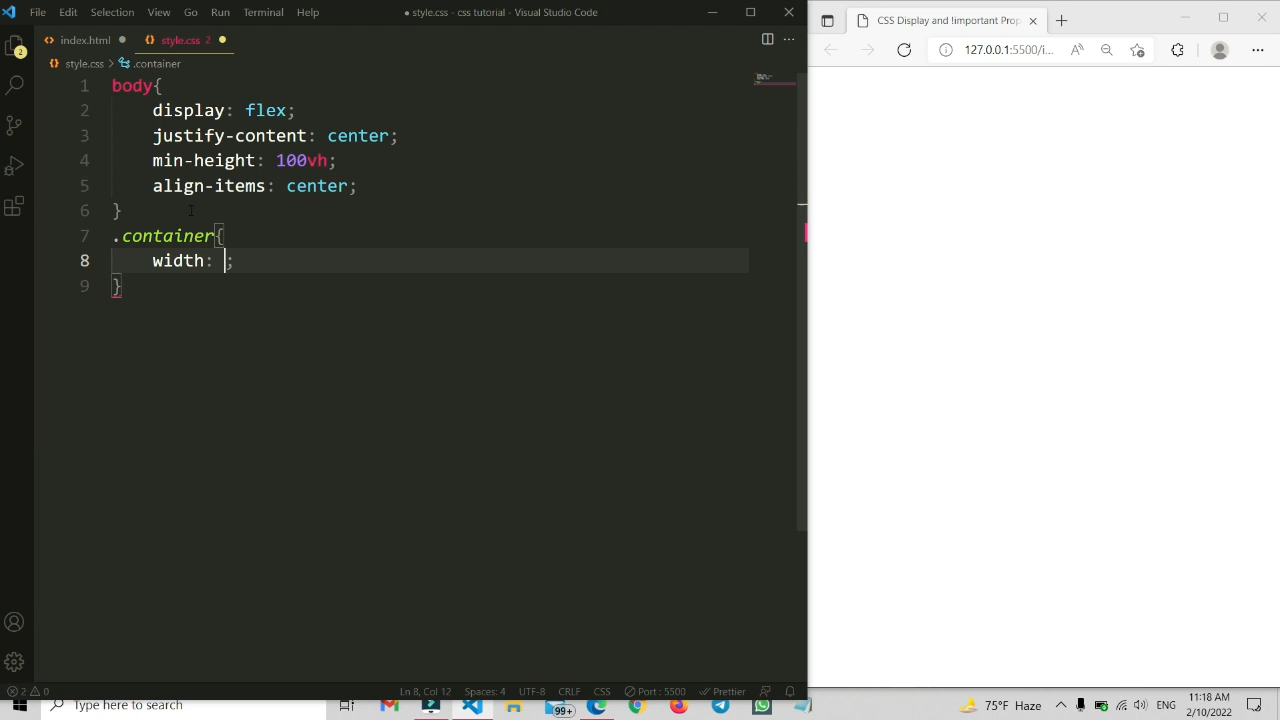 File Edit Selection View Go Run Terminal Help
● style.css - css tutorial - Visual Studio Code
index.html
style.css 2
style.css > .container
1 body{
2 display: flex;
3 justify-content: center;
4 min-height: 100vh;
5 align-items: center;
6 }
7 .container{
8 width: ;
9 }
2
2 0
Ln 8, Col 12 Spaces: 4 UTF-8 CRLF CSS Port : 5500 Prettier
CSS Display and !important Prop
127.0.0.1:5500/i...
Type here to search
99+
75°F Haze
ENG
11:18 AM
2/10/2022